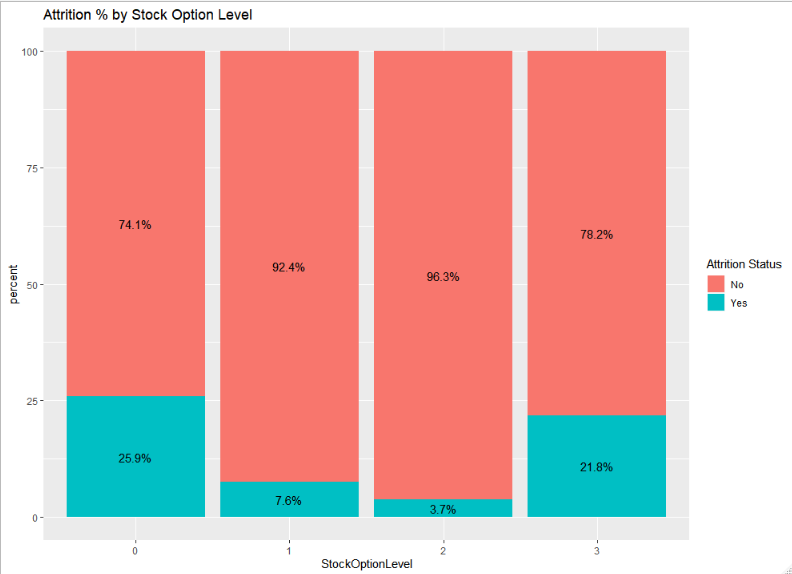 Attrition % by Stock Option Level
percent
100
75
50
25
0
74.1%
92.4%
96.3%
78.2%
25.9%
7.6%
3.7%
21.8%
0
1
2
3
StockOptionLevel
Attrition Status
No
Yes